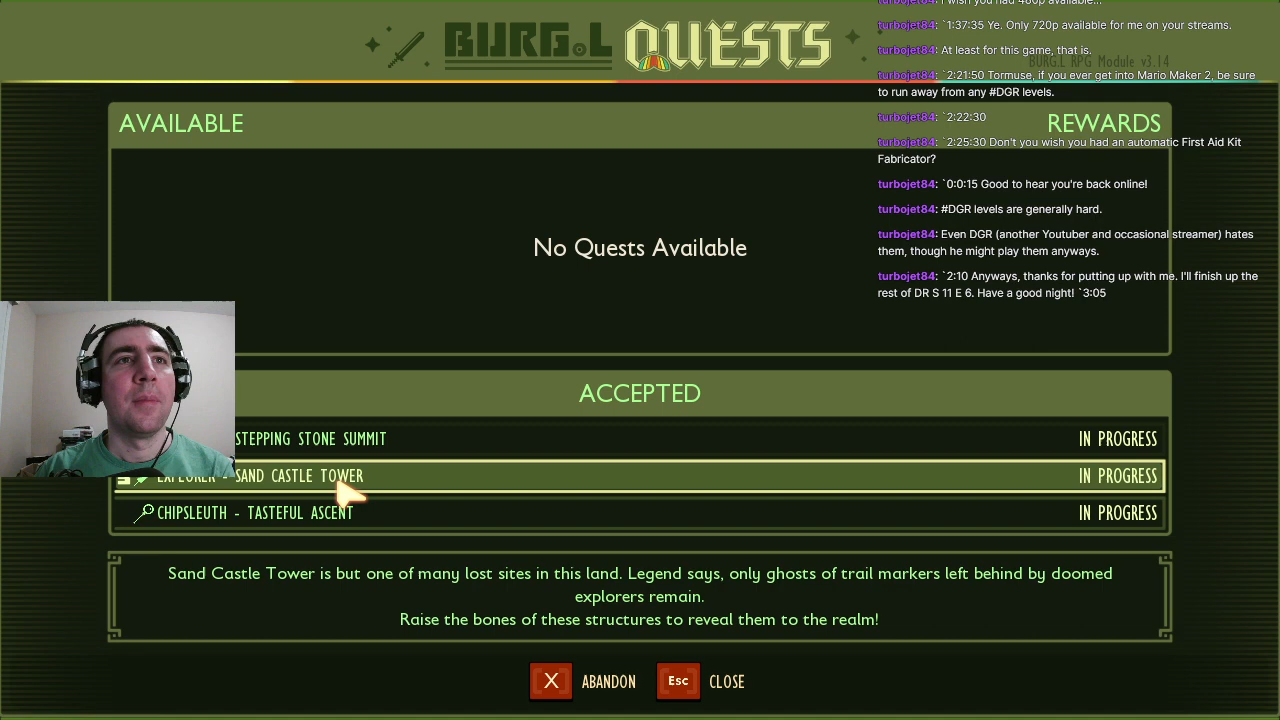 BURG.L QUESTS
BURG.L RPG Module v3.14
AVAILABLE
REWARDS
No Quests Available
ACCEPTED
STEPPING STONE SUMMIT
IN PROGRESS
EXPLORER - SAND CASTLE TOWER
IN PROGRESS
CHIPSLEUTH - TASTEFUL ASCENT
IN PROGRESS
Sand Castle Tower is but one of many lost sites in this land. Legend says, only ghosts of trail markers left behind by doomed
explorers remain.
Raise the bones of these structures to reveal them to the realm!
X ABANDON
Esc CLOSE
turbojet84: I wish you had 480p available...
turbojet84: `1:37:35 Ye. Only 720p available for me on your streams.
turbojet84: At least for this game, that is.
turbojet84: `2:21:50 Tormuse, if you ever get into Mario Maker 2, be sure
to run away from any #DGR levels.
turbojet84: `2:22:30
turbojet84: `2:25:30 Don't you wish you had an automatic First Aid Kit
Fabricator?
turbojet84: `0:0:15 Good to hear you're back online!
turbojet84: #DGR levels are generally hard.
turbojet84: Even DGR (another Youtuber and occasional streamer) hates
them, though he might play them anyways.
turbojet84: `2:10 Anyways, thanks for putting up with me. I'll finish up the
rest of DR S 11 E 6. Have a good night! `3:05